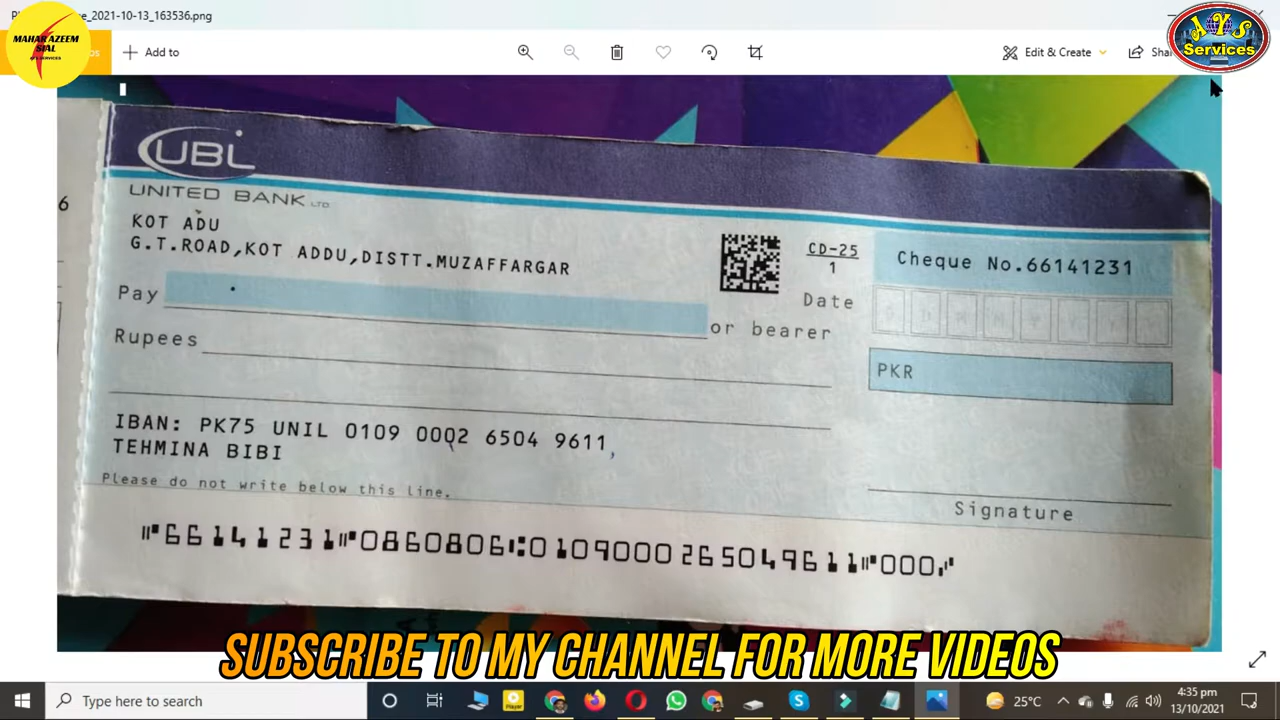 e_2021-10-13_163536.png
MAHAR AZEEM
SIAL
AYS
Services
Add to
Edit & Create
UBL
UNITED BANK LTD.
KOT ADU
G.T.ROAD,KOT ADDU,DISTT.MUZAFFARGAR
CD-25
1
Cheque No.66141231
Date
Pay
or bearer
Rupees
PKR
6
IBAN: PK75 UNIL 0109 0002 6504 9611,
TEHMINA BIBI
Please do not write below this line.
Signature
⑈66141231⑈0860806⑆0109000265049611⑈000⑇
SUBSCRIBE TO MY CHANNEL FOR MORE VIDEOS
Type here to search
25°C
4:35 pm
13/10/2021